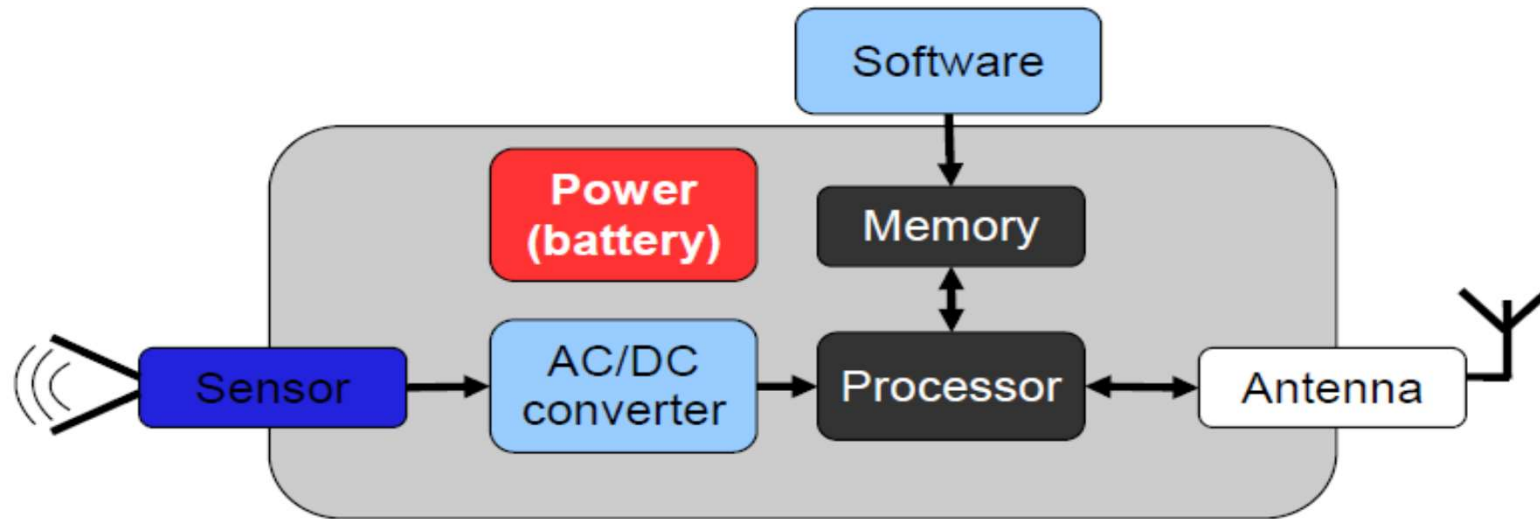 Software
Power
(battery)
Memory
Sensor
AC/DC
converter
Processor
Antenna